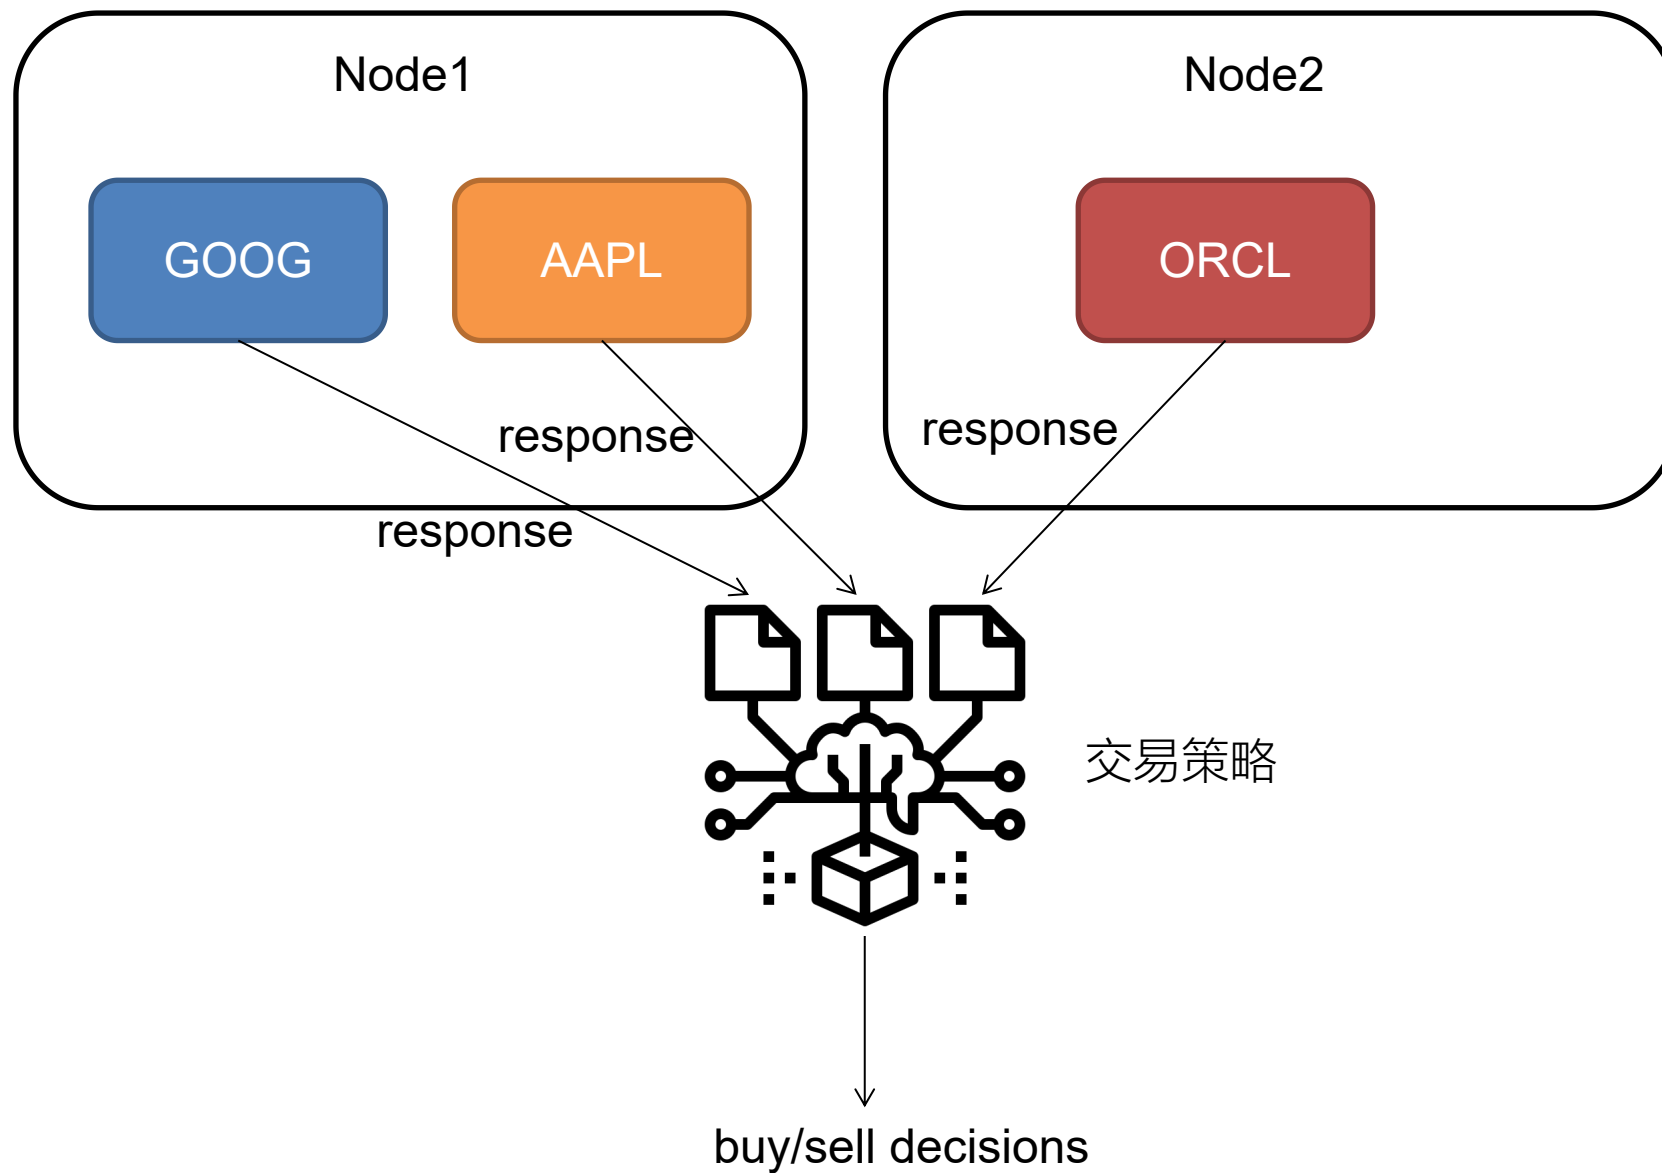 Node1
Node2
GOOG
AAPL
ORCL
response
response
response
交易策略
buy/sell decisions